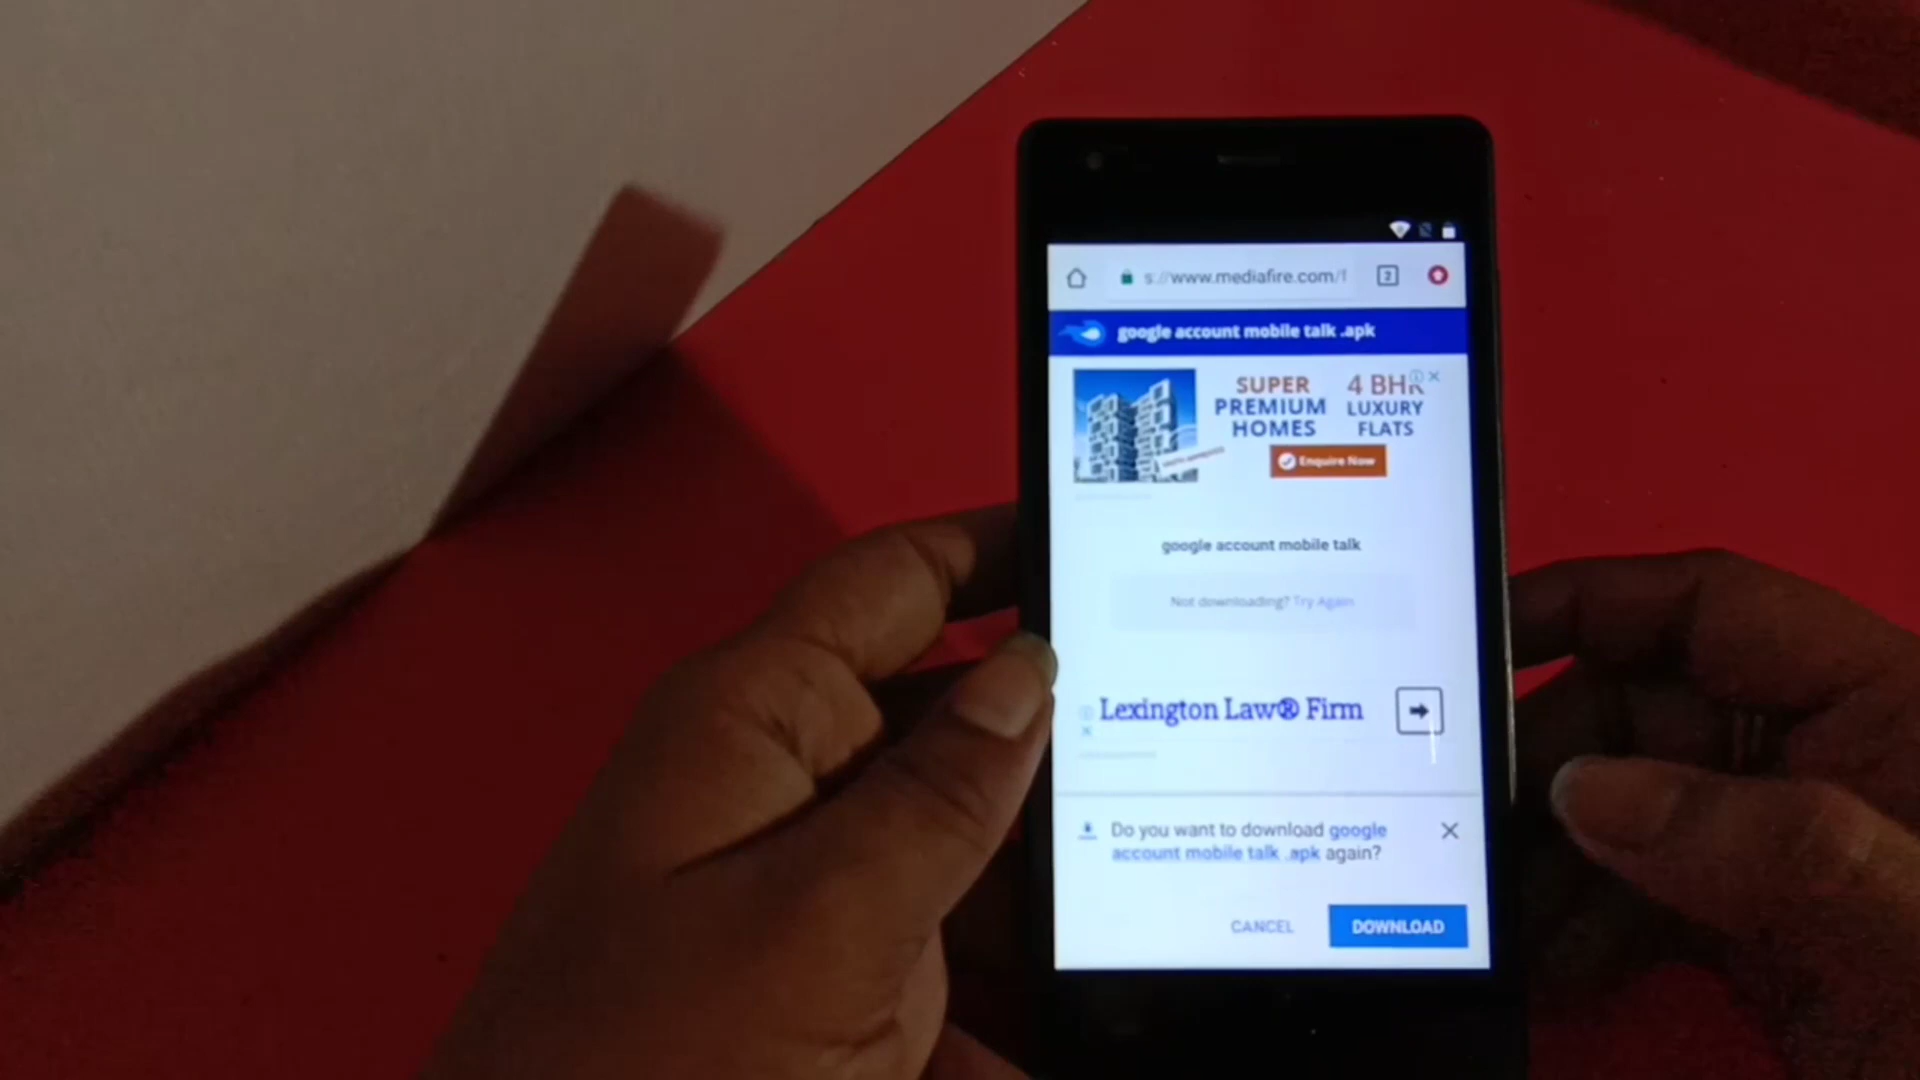 s://www.mediafire.com/f
2
google account mobile talk .apk
SUPER
PREMIUM
HOMES
4 BHK
LUXURY
FLATS
Enquire Now
google account mobile talk
Not downloading? Try Again
Lexington Law® Firm
Do you want to download google
account mobile talk .apk again?
CANCEL
DOWNLOAD